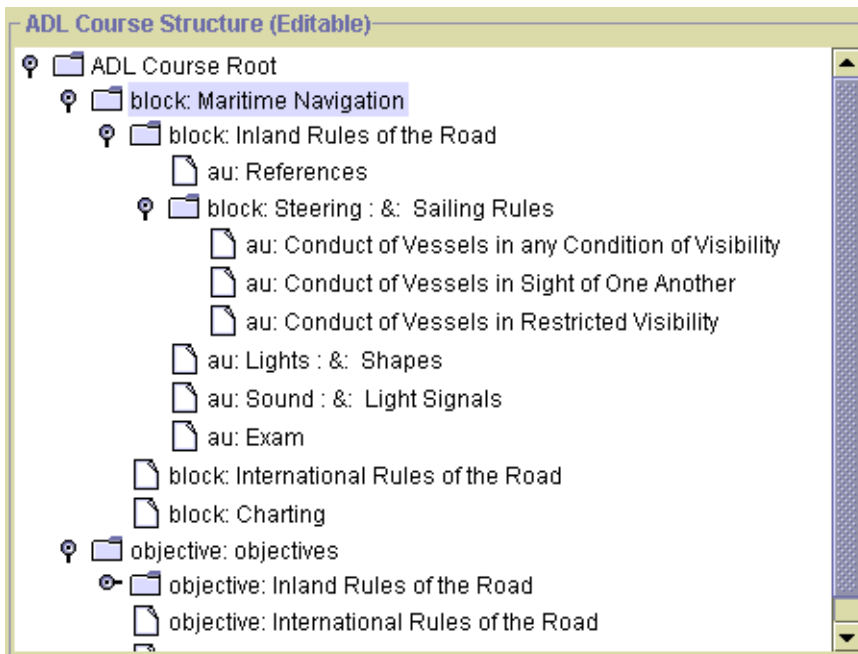 ADL Course Structure (Editable)
ADL Course Root
block: Maritime Navigation
block: Inland Rules of the Road
au: References
block: Steering : &: Sailing Rules
au: Conduct of Vessels in any Condition of Visibility
au: Conduct of Vessels in Sight of One Another
au: Conduct of Vessels in Restricted Visibility
au: Lights : &: Shapes
au: Sound : &: Light Signals
au: Exam
block: International Rules of the Road
block: Charting
objective: objectives
objective: Inland Rules of the Road
objective: International Rules of the Road